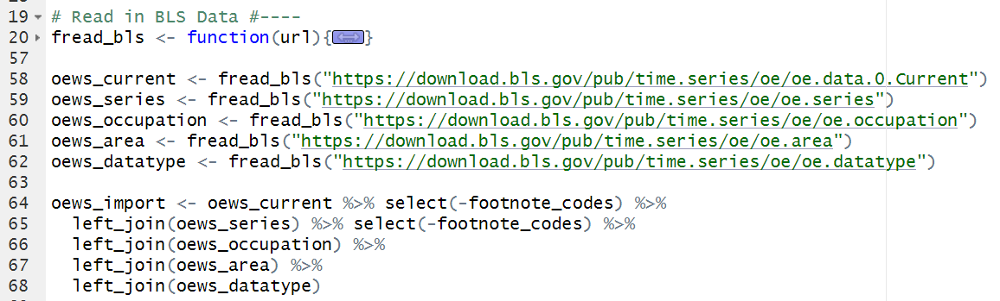 19 # Read in BLS Data #----
20 fread_bls <- function(url){}
57
58 oews_current <- fread_bls("https://download.bls.gov/pub/time.series/oe/oe.data.0.Current")
59 oews_series <- fread_bls("https://download.bls.gov/pub/time.series/oe/oe.series")
60 oews_occupation <- fread_bls("https://download.bls.gov/pub/time.series/oe/oe.occupation")
61 oews_area <- fread_bls("https://download.bls.gov/pub/time.series/oe/oe.area")
62 oews_datatype <- fread_bls("https://download.bls.gov/pub/time.series/oe/oe.datatype")
63
64 oews_import <- oews_current %>% select(-footnote_codes) %>%
65 left_join(oews_series) %>% select(-footnote_codes) %>%
66 left_join(oews_occupation) %>%
67 left_join(oews_area) %>%
68 left_join(oews_datatype)